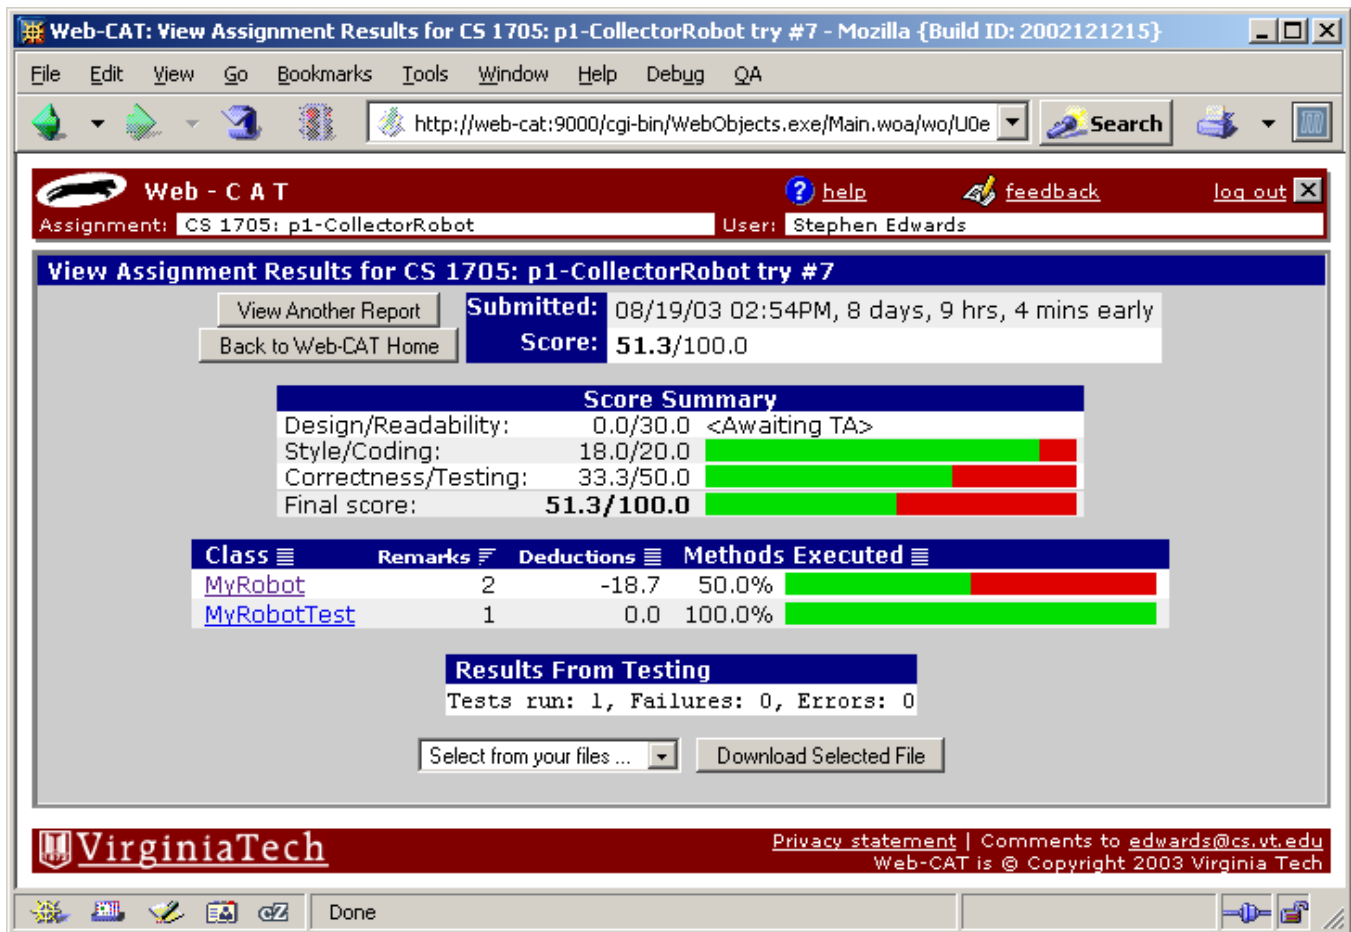 Web-CAT: View Assignment Results for CS 1705: p1-CollectorRobot try #7 - Mozilla {Build ID: 2002121215}
File Edit View Go Bookmarks Tools Window Help Debug QA
http://web-cat:9000/cgi-bin/WebObjects.exe/Main.woa/wo/U0e Search
Web - C A T help feedback log out
Assignment: CS 1705: p1-CollectorRobot User: Stephen Edwards
View Assignment Results for CS 1705: p1-CollectorRobot try #7
View Another Report Submitted: 08/19/03 02:54PM, 8 days, 9 hrs, 4 mins early
Back to Web-CAT Home Score: 51.3/100.0
Score Summary
Design/Readability: 0.0/30.0 <Awaiting TA>
Style/Coding: 18.0/20.0
Correctness/Testing: 33.3/50.0
Final score: 51.3/100.0
Class Remarks Deductions Methods Executed
MyRobot 2 -18.7 50.0%
MyRobotTest 1 0.0 100.0%
Results From Testing
Tests run: 1, Failures: 0, Errors: 0
Select from your files ... Download Selected File
VirginiaTech Privacy statement | Comments to edwards@cs.vt.edu
Web-CAT is © Copyright 2003 Virginia Tech
Done